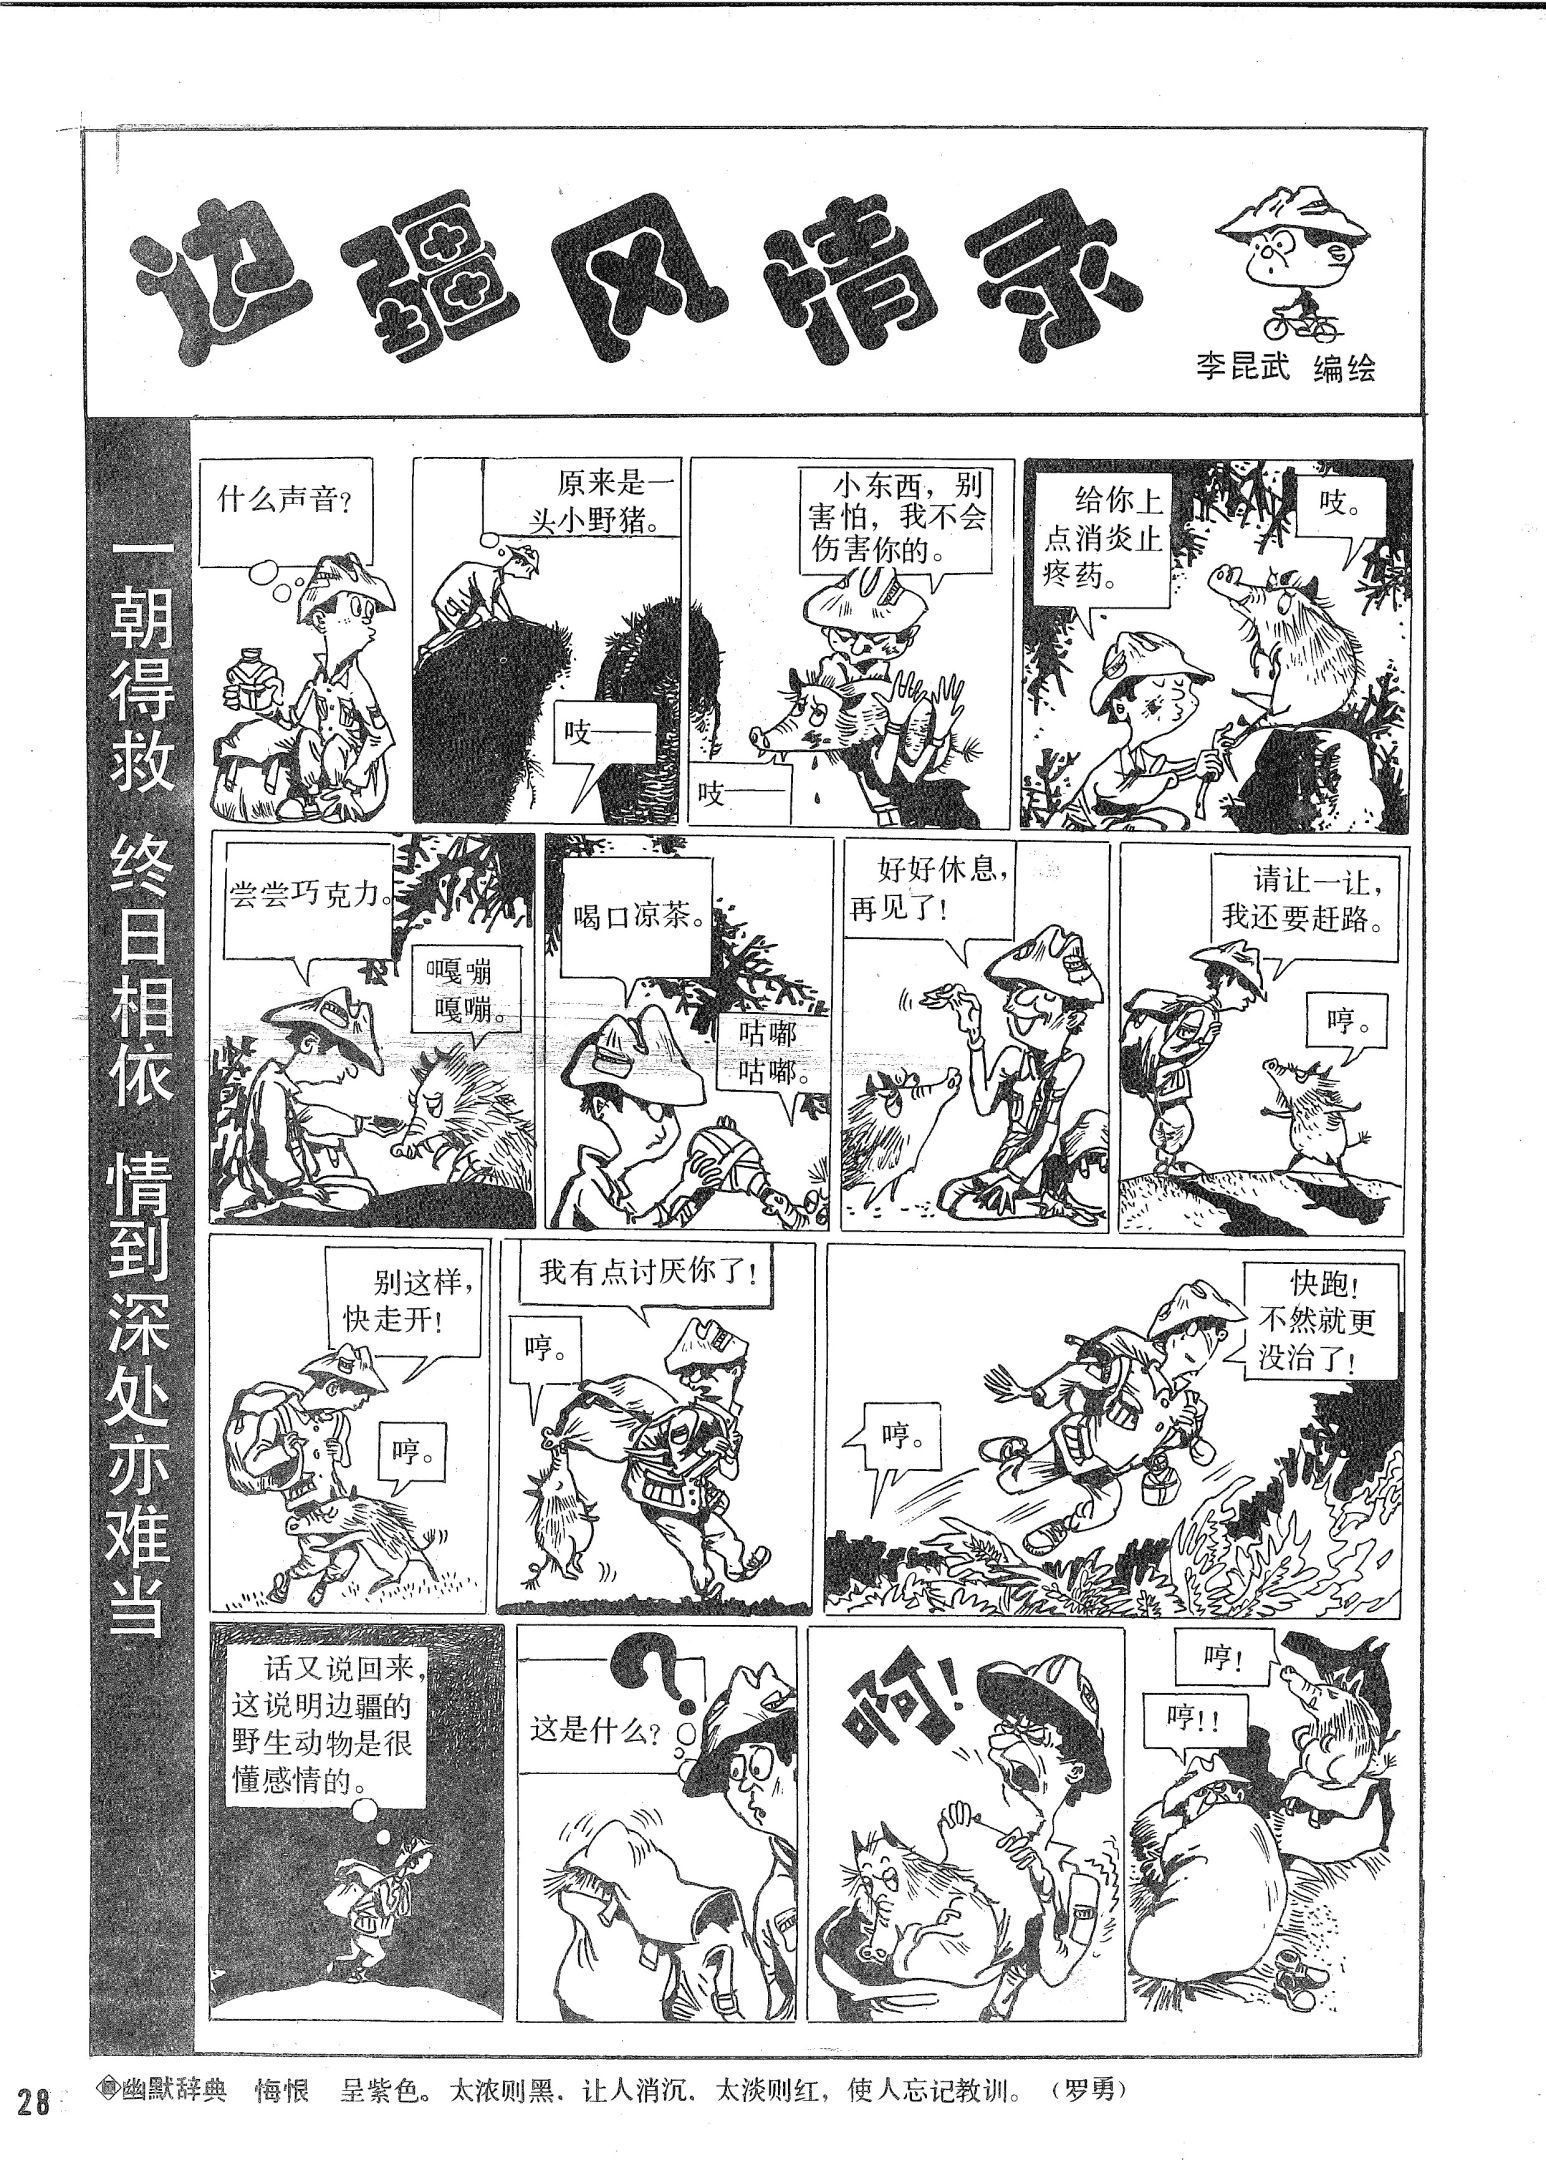 边疆风情录
李昆武 编绘
一朝得救 终日相依 情到深处亦难当
什么声音？
原来是一
头小野猪。
吱——
小东西，别
害怕，我不会
伤害你的。
吱——
给你上
点消炎止
疼药。
吱。
尝尝巧克力。
嘎嘣
嘎嘣。
喝口凉茶。
咕嘟
咕嘟。
好好休息，
再见了！
请让一让，
我还要赶路。
哼。
别这样，
快走开！
哼。
我有点讨厌你了！
哼。
快跑！
不然就更
没治了！
哼。
话又说回来，
这说明边疆的
野生动物是很
懂感情的。
？
这是什么？
啊！
哼！
哼！！
幽默辞典 悔恨 呈紫色。太浓则黑，让人消沉，太淡则红，使人忘记教训。（罗勇）
28